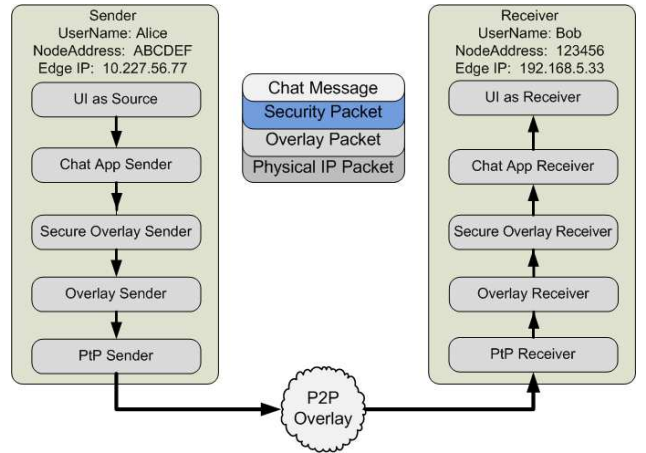 Sender
UserName: Alice
NodeAddress: ABCDEF
Edge IP: 10.227.56.77
UI as Source
Chat App Sender
Secure Overlay Sender
Overlay Sender
PtP Sender
Chat Message
Security Packet
Overlay Packet
Physical IP Packet
P2P
Overlay
Receiver
UserName: Bob
NodeAddress: 123456
Edge IP: 192.168.5.33
UI as Receiver
Chat App Receiver
Secure Overlay Receiver
Overlay Receiver
PtP Receiver